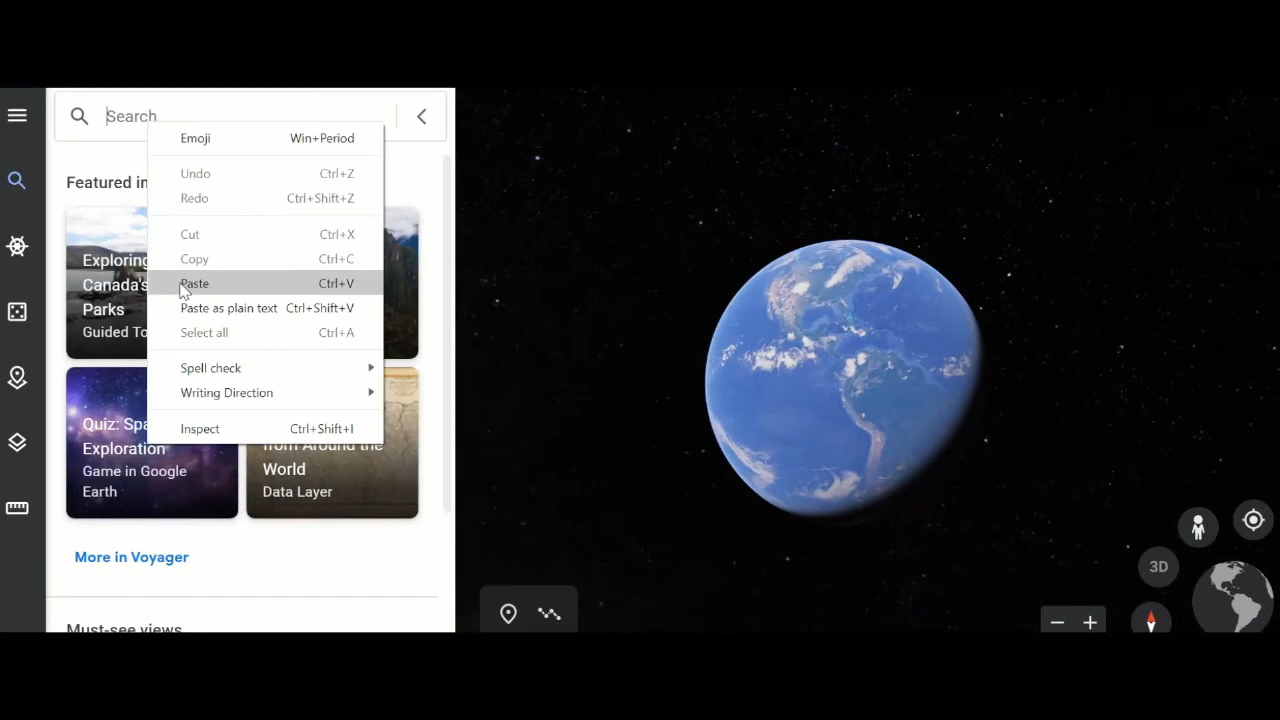 Search
Emoji Win+Period
Undo Ctrl+Z
Redo Ctrl+Shift+Z
Cut Ctrl+X
Copy Ctrl+C
Paste Ctrl+V
Paste as plain text Ctrl+Shift+V
Select all Ctrl+A
Spell check
Writing Direction
Inspect Ctrl+Shift+I
Featured in
Exploring
Canada's
Parks
Guided To
Quiz: Spa
Exploration
Game in Google
Earth
from Around the
World
Data Layer
More in Voyager
Must-see views
3D